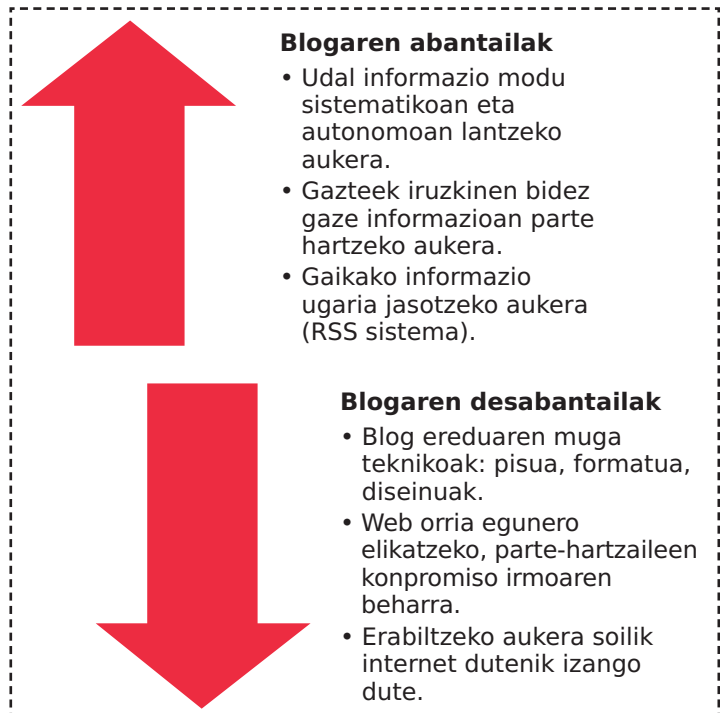 Blogaren abantailak
• Udal informazio modu
sistematikoan eta
autonomoan lantzeko
aukera.
• Gazteek iruzkinen bidez
gaze informazioan parte
hartzeko aukera.
• Gaikako informazio
ugaria jasotzeko aukera
(RSS sistema).
Blogaren desabantailak
• Blog ereduaren muga
teknikoak: pisua, formatua,
diseinuak.
• Web orria egunero
elikatzeko, parte-hartzaileen
konpromiso irmoaren
beharra.
• Erabiltzeko aukera soilik
internet dutenik izango
dute.